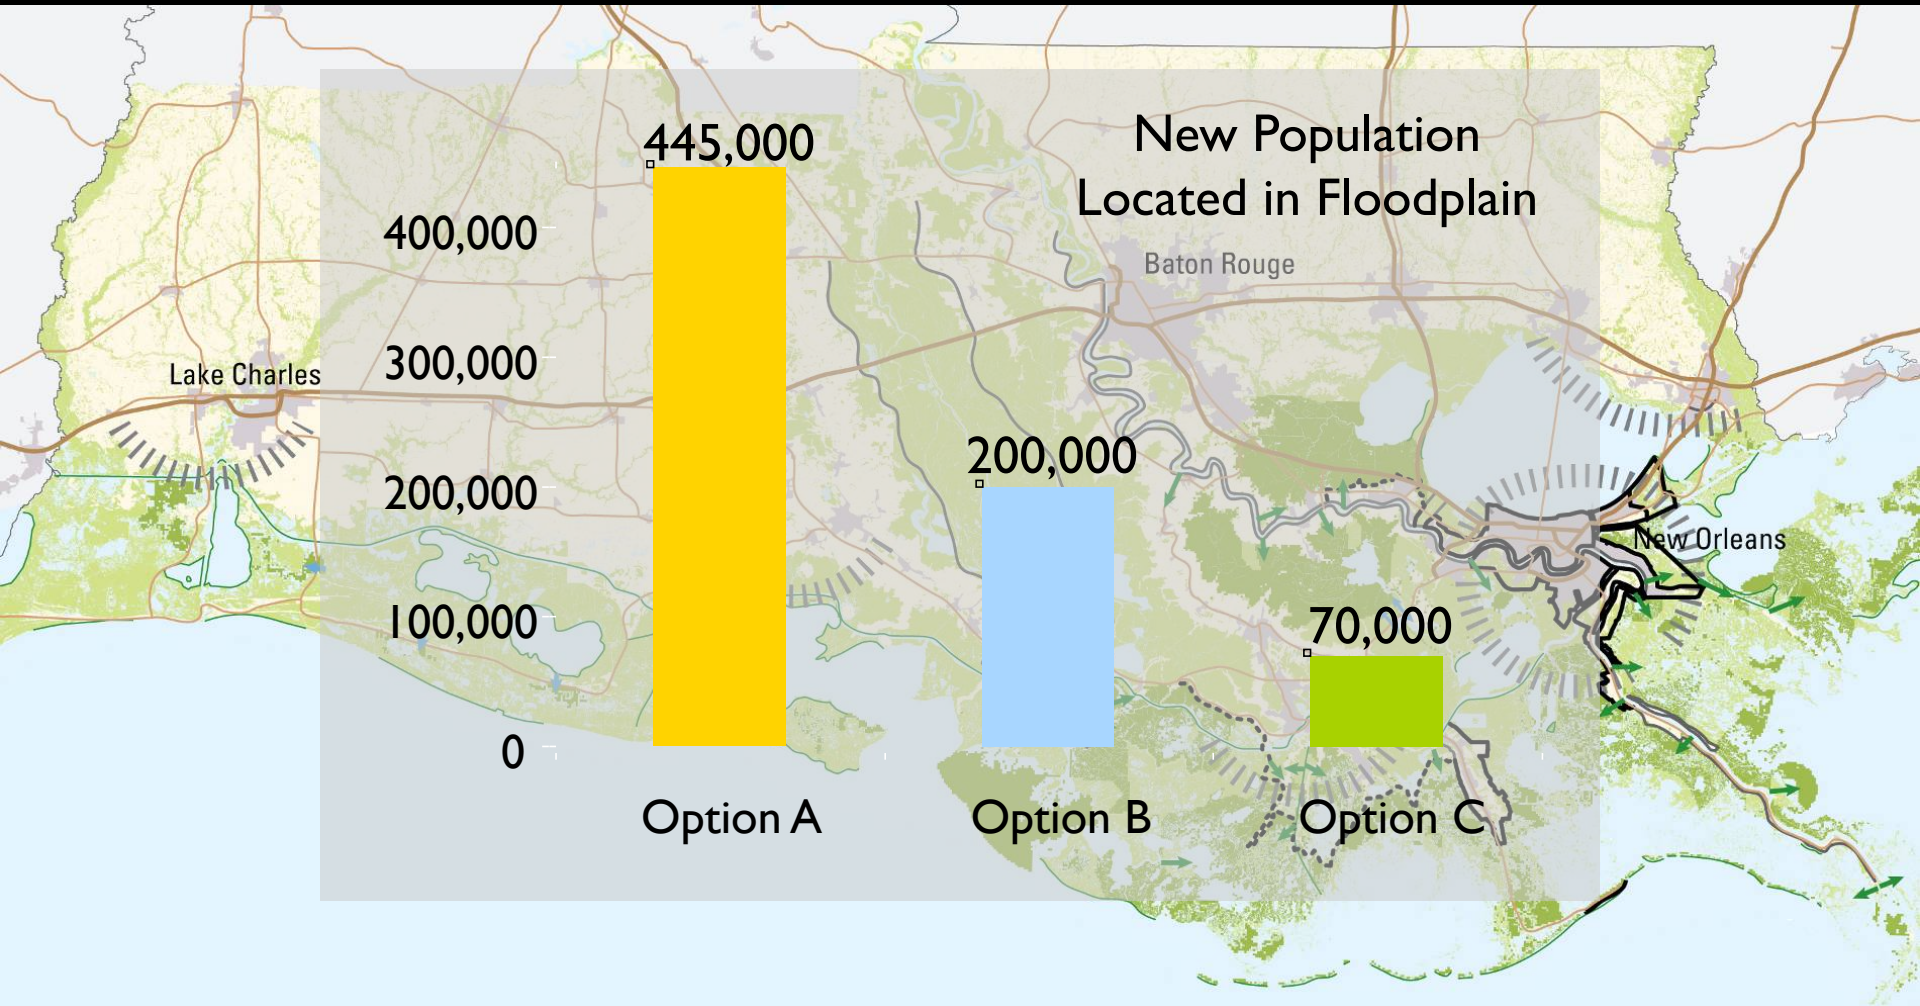 New Population
Located in Floodplain
445,000
400,000
Baton Rouge
300,000
Lake Charles
200,000
200,000
New Orleans
100,000
70,000
0
Option A
Option B
Option C